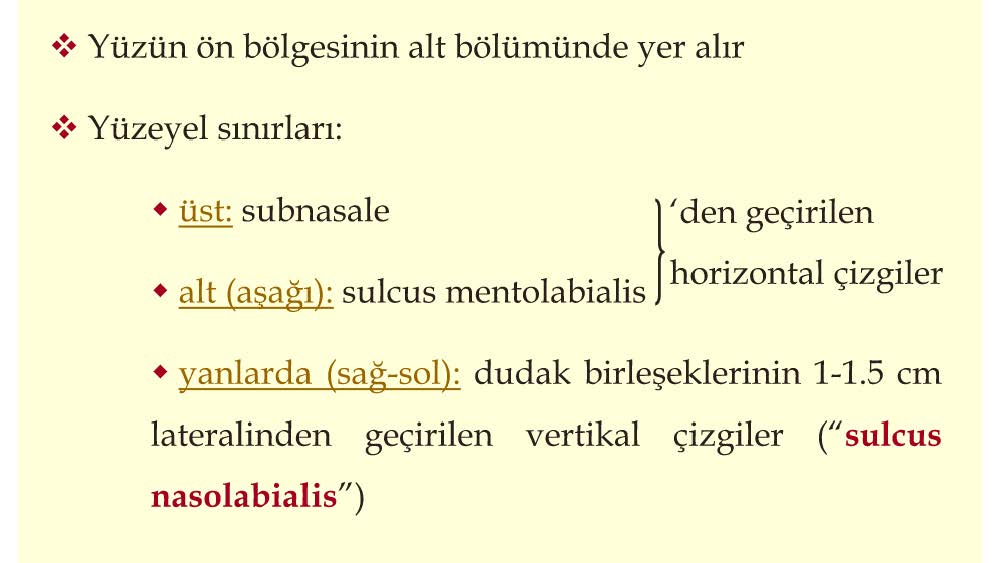 ❖ Yüzün ön bölgesinin alt bölümünde yer alır
❖ Yüzeyel sınırları:
◆ üst: subnasale
◆ alt (aşağı): sulcus mentolabialis
‘den geçirilen
horizontal çizgiler
◆ yanlarda (sağ-sol): dudak birleşeklerinin 1-1.5 cm
lateralinden geçirilen vertikal çizgiler (“sulcus
nasolabialis”)